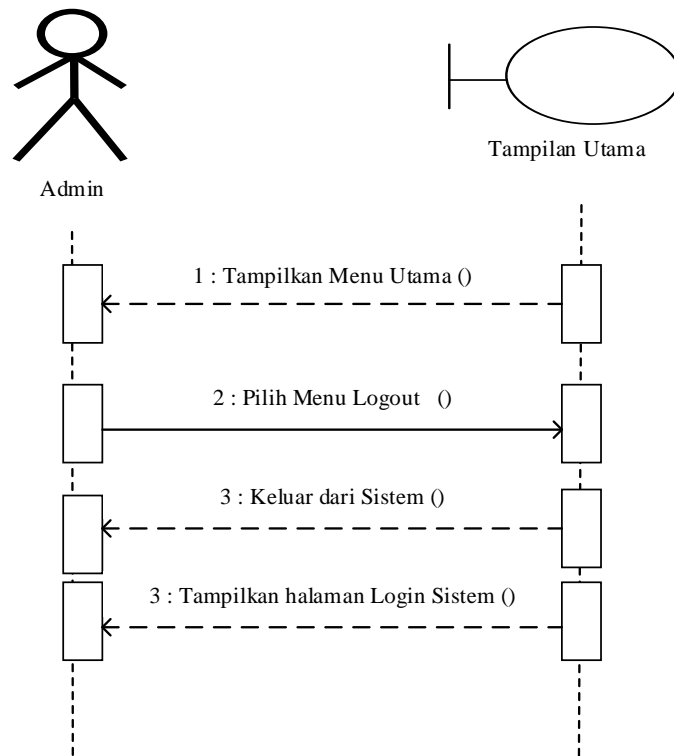 Tampilan Utama
Admin
1 : Tampilkan Menu Utama ()
2 : Pilih Menu Logout ()
3 : Keluar dari Sistem ()
3 : Tampilkan halaman Login Sistem ()